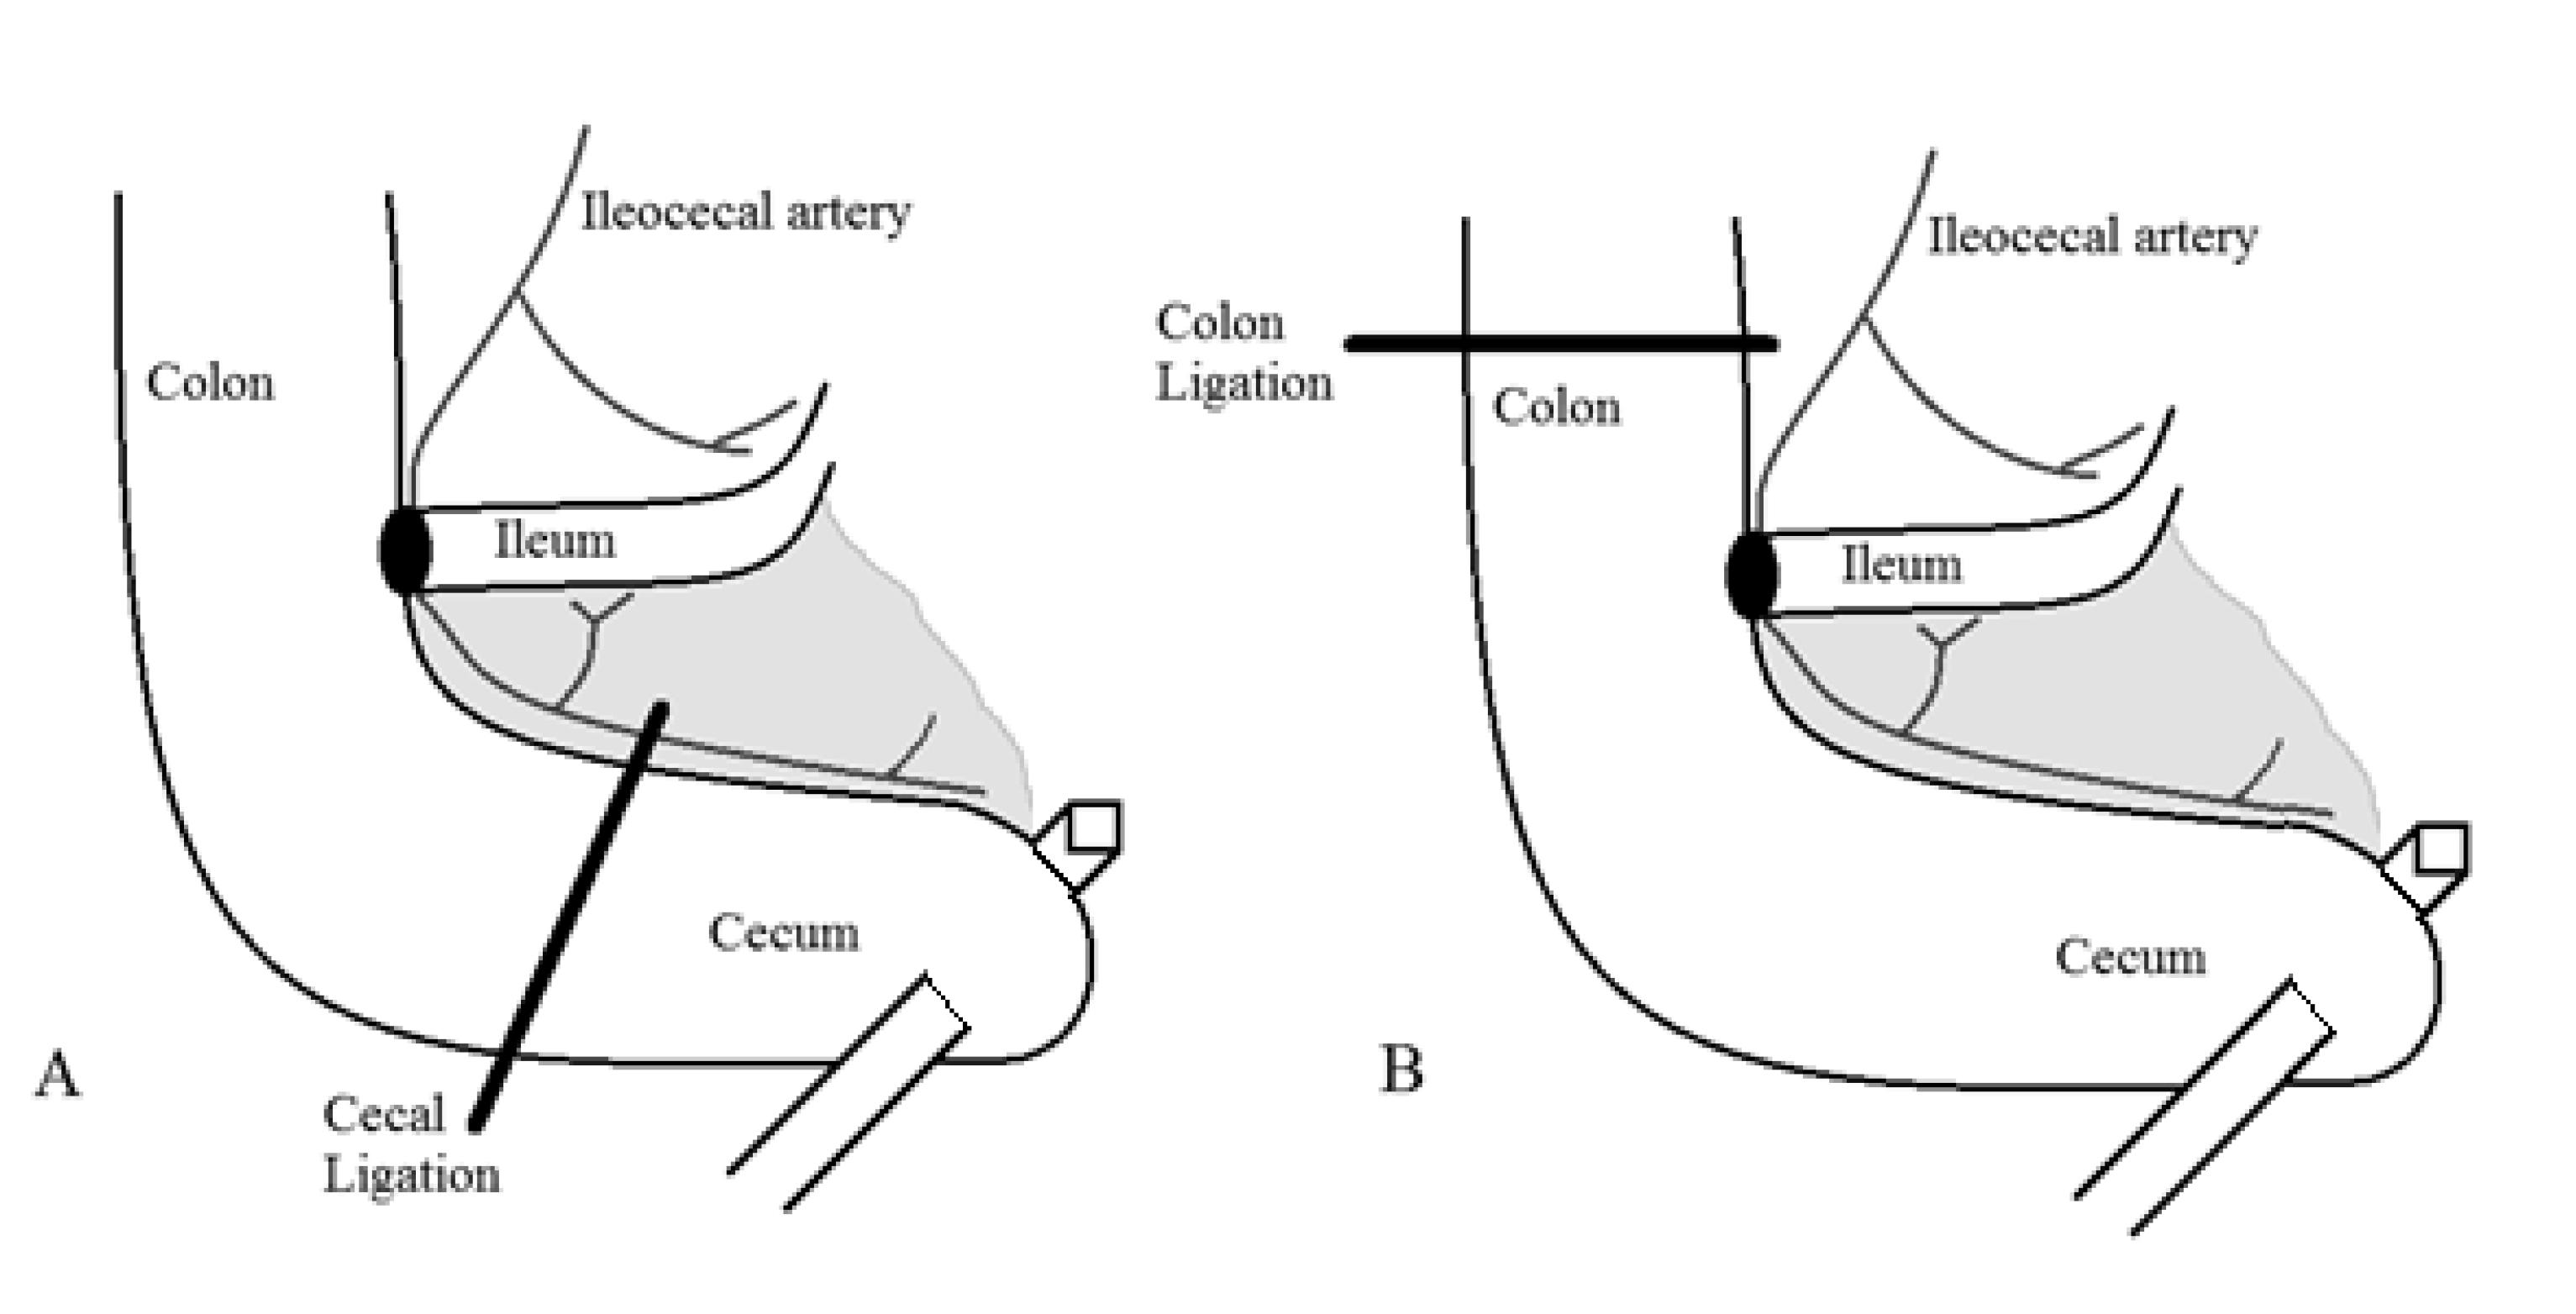 Ileocecal artery
Colon
Ileum
Cecum
Cecal
Ligation
A
Ileocecal artery
Colon
Ligation
Colon
Ileum
Cecum
B